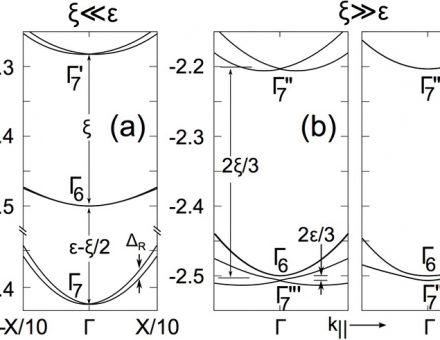 ξ≪ε
ξ≫ε
.3
-2.2
Γ7'
Γ7''
Γ7''
(a)
(b)
ξ
.4
-2.3
2ξ/3
Γ6
.5
-2.4
ε-ξ/2
ΔR
2ε/3
Γ6
Γ6
Γ7
-2.5
Γ7'''
.4
-X/10
Γ
X/10
Γ
k||
Γ